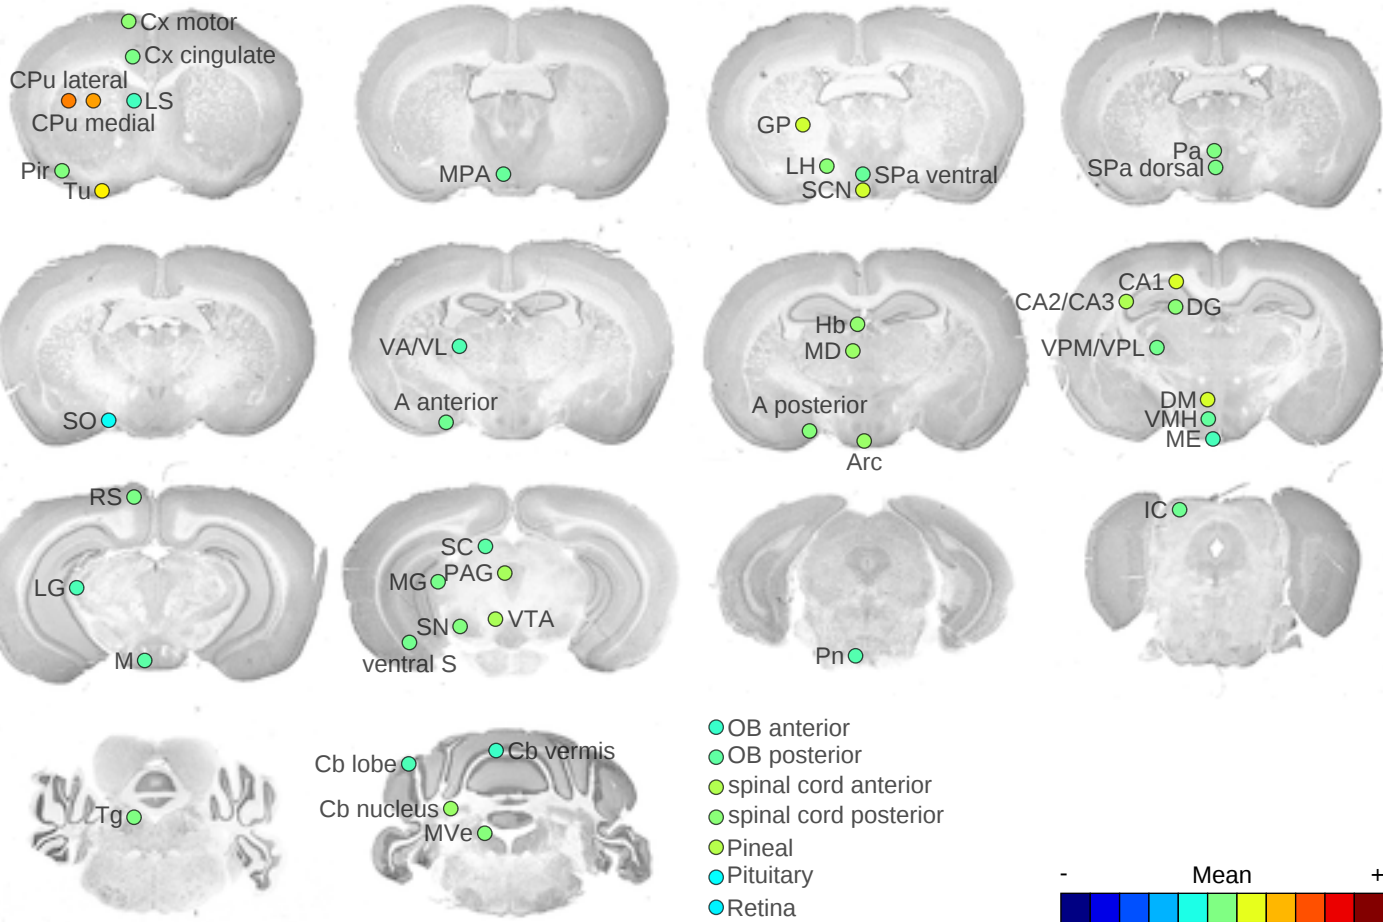 Cx motor
Cx cingulate
CPu lateral
LS
CPu medial
Pir
Tu
MPA
GP
LH
SPa ventral
SCN
Pa
SPa dorsal
SO
VA/VL
A anterior
Hb
MD
A posterior
Arc
CA1
CA2/CA3
DG
VPM/VPL
DM
VMH
ME
RS
LG
M
SC
PAG
MG
VTA
SN
ventral S
Pn
IC
Tg
Cb vermis
Cb lobe
Cb nucleus
MVe
OB anterior
OB posterior
spinal cord anterior
spinal cord posterior
Pineal
Pituitary
Retina
- Mean +